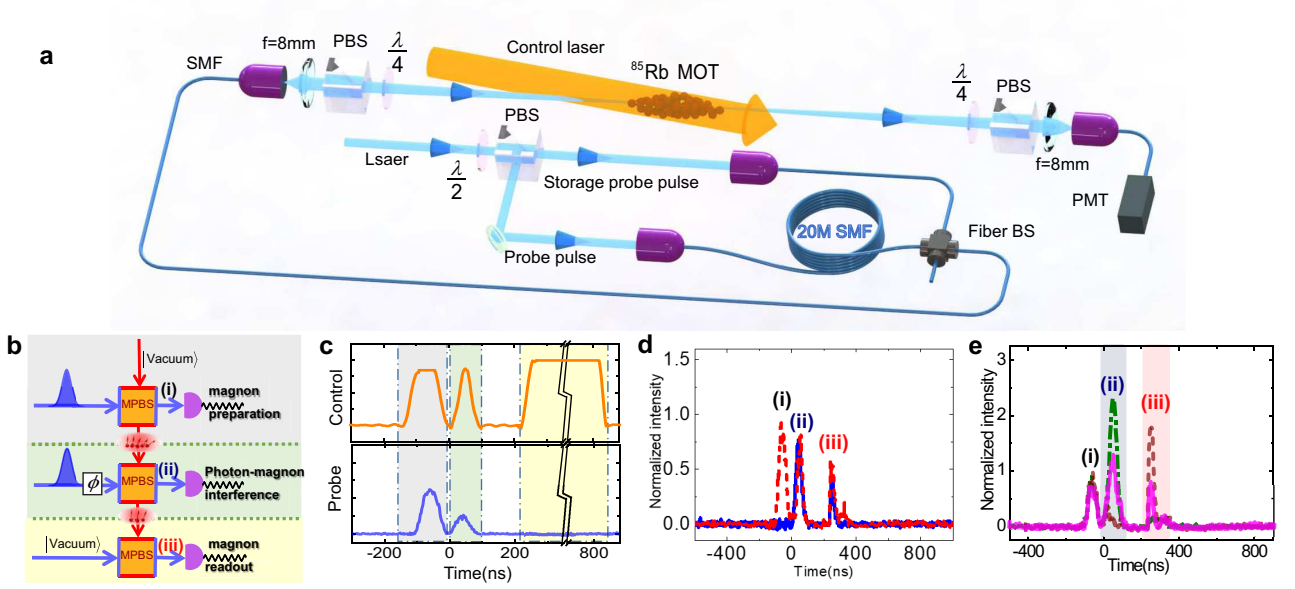 a
SMF
f=8mm
PBS
λ
4
Control laser
⁸⁵Rb MOT
λ
4
PBS
f=8mm
PMT
PBS
Lsaer
λ
2
Storage probe pulse
Probe pulse
20M SMF
Fiber BS
b
|Vacuum⟩
MPBS
(i)
magnon
preparation
ϕ
MPBS
(ii)
Photon-magnon
interference
|Vacuum⟩
MPBS
(iii)
magnon
readout
c
Control
Probe
-200
0
200
800
Time(ns)
d
Normalized intensity
1.5
1.0
0.5
0.0
(i)
(ii)
(iii)
-400
0
400
800
Time(ns)
e
Normalized intensity
3
2
1
0
(i)
(ii)
(iii)
-400
0
400
800
Time(ns)